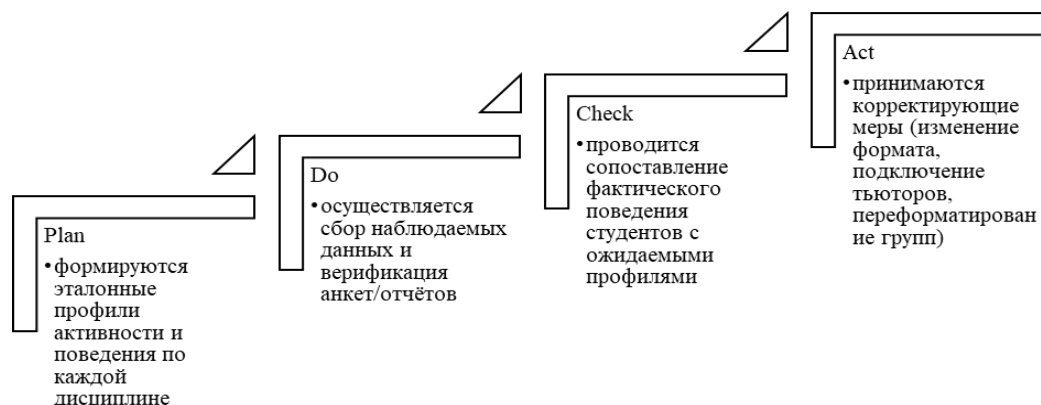 Plan
•формируются
эталонные
профили
активности и
поведения по
каждой
дисциплине
Do
•осуществляется
сбор наблюдаемых
данных и
верификация
анкет/отчётов
Check
•проводится
сопоставление
фактического
поведения
студентов с
ожидаемыми
профилями
Act
•принимаются
корректирующие
меры (изменение
формата,
подключение
тьюторов,
переформатирован
ие групп)